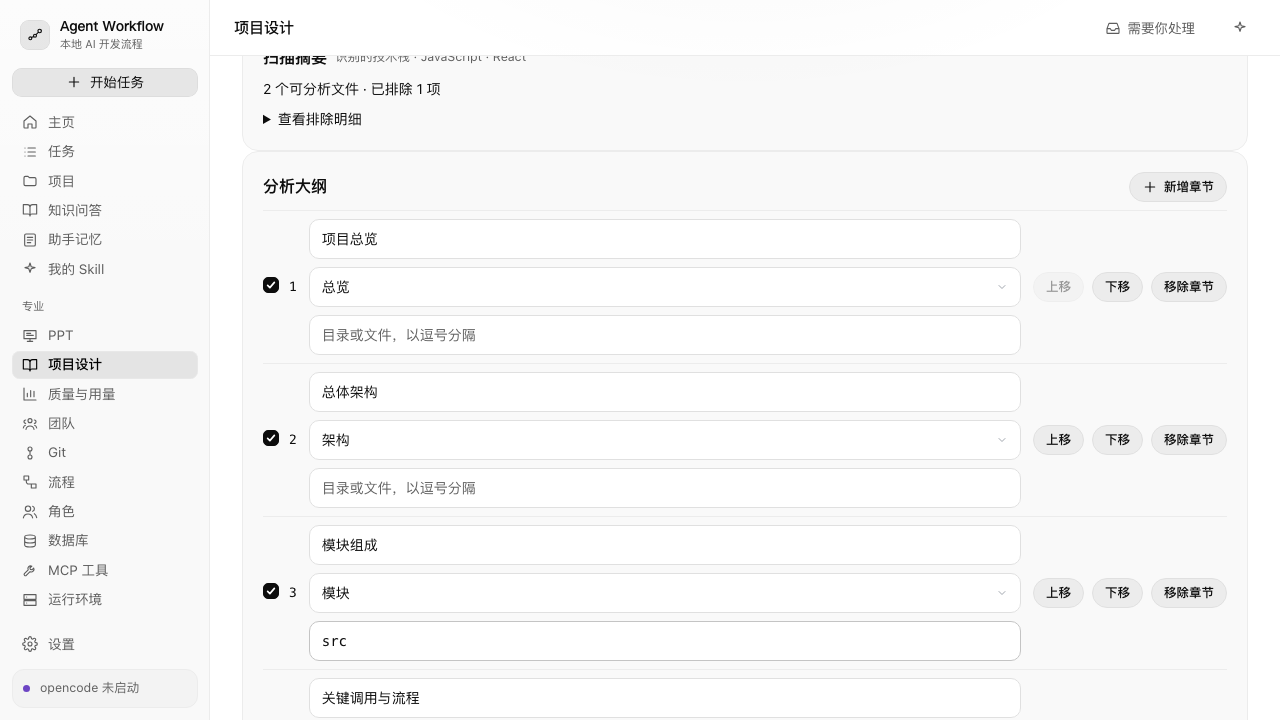 Agent Workflow
本地 AI 开发流程
开始任务
主页
任务
项目
知识问答
助手记忆
我的 Skill
专业
PPT
项目设计
质量与用量
团队
Git
流程
角色
数据库
MCP 工具
运行环境
设置
opencode 未启动
项目设计
需要你处理
扫描摘要 识别的技术栈 · JavaScript · React
2 个可分析文件 · 已排除 1 项
查看排除明细
分析大纲
新增章节
项目总览
1 总览 上移 下移 移除章节
目录或文件，以逗号分隔
总体架构
2 架构 上移 下移 移除章节
目录或文件，以逗号分隔
模块组成
3 模块 上移 下移 移除章节
src
关键调用与流程